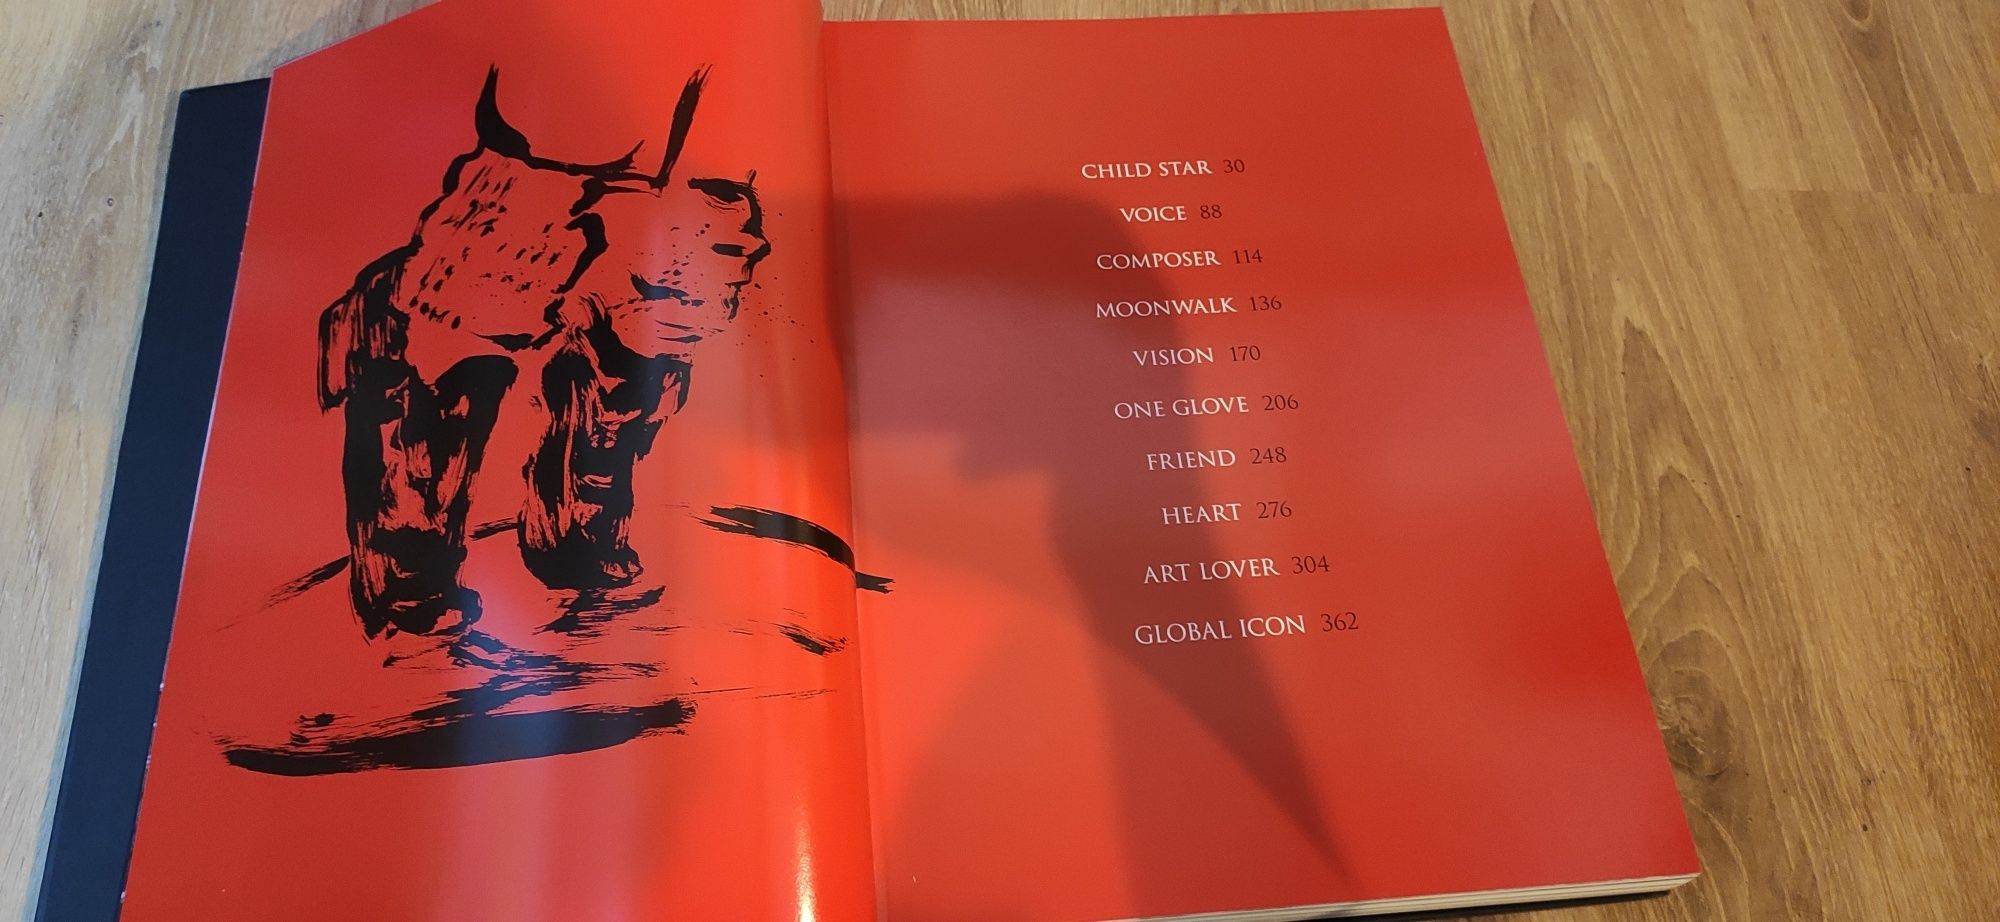 CHILD STAR 30
VOICE 88
COMPOSER 114
MOONWALK 136
VISION 170
ONE GLOVE 206
FRIEND 248
HEART 276
ART LOVER 304
GLOBAL ICON 362